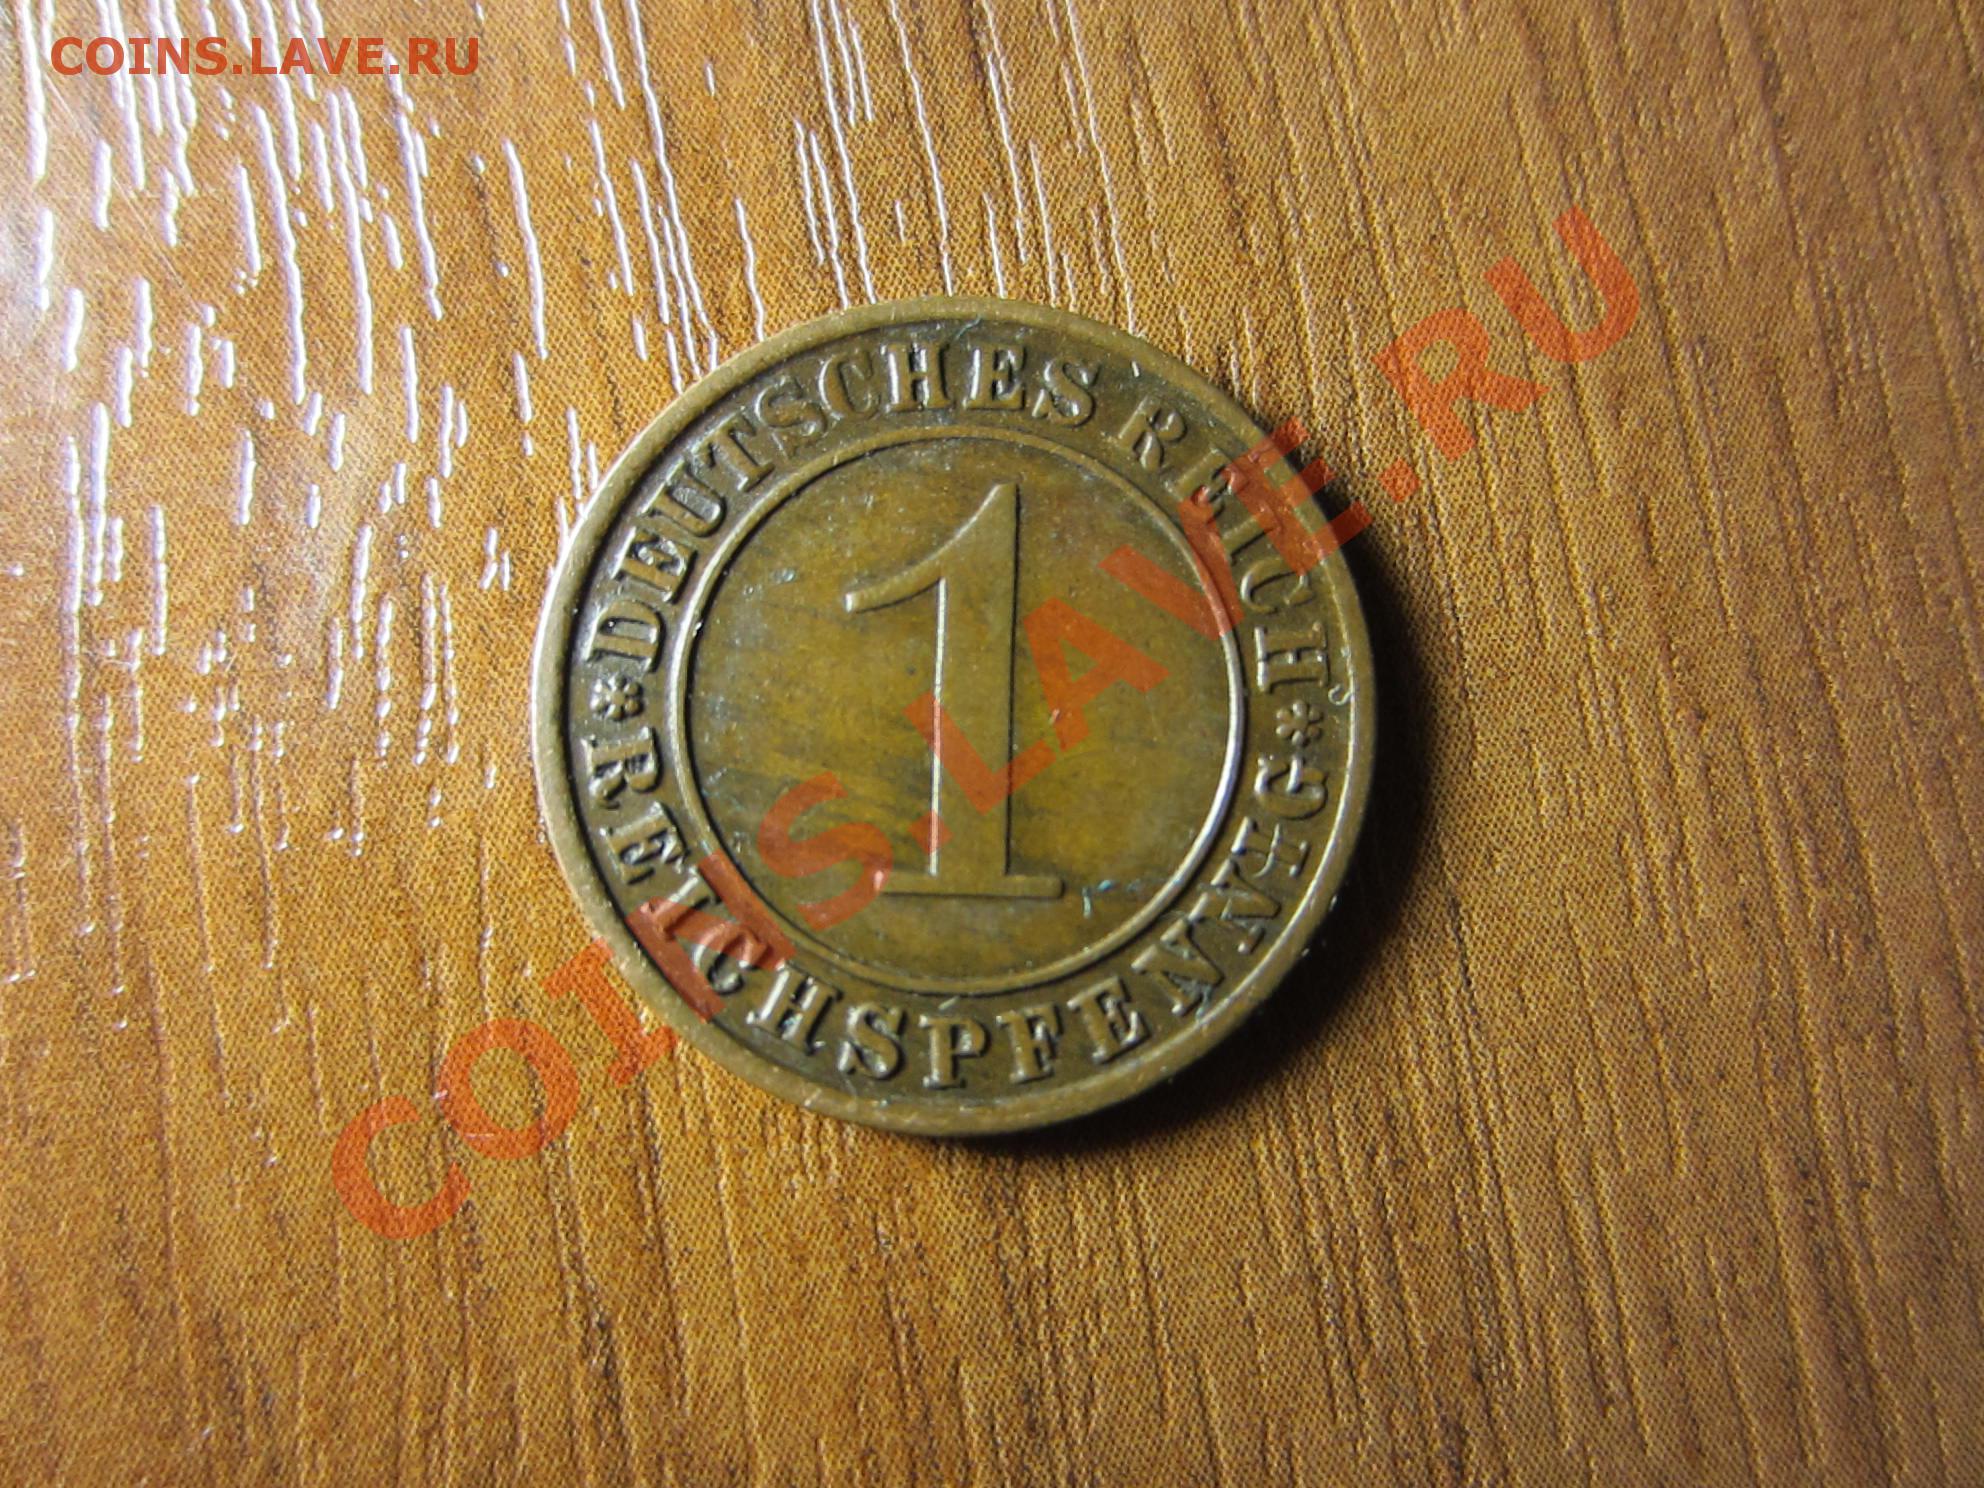 COINS.LAVE.RU
DEUTSCHES REICH
1
* REICHSPFENNIG *
COINS.LAVE.RU